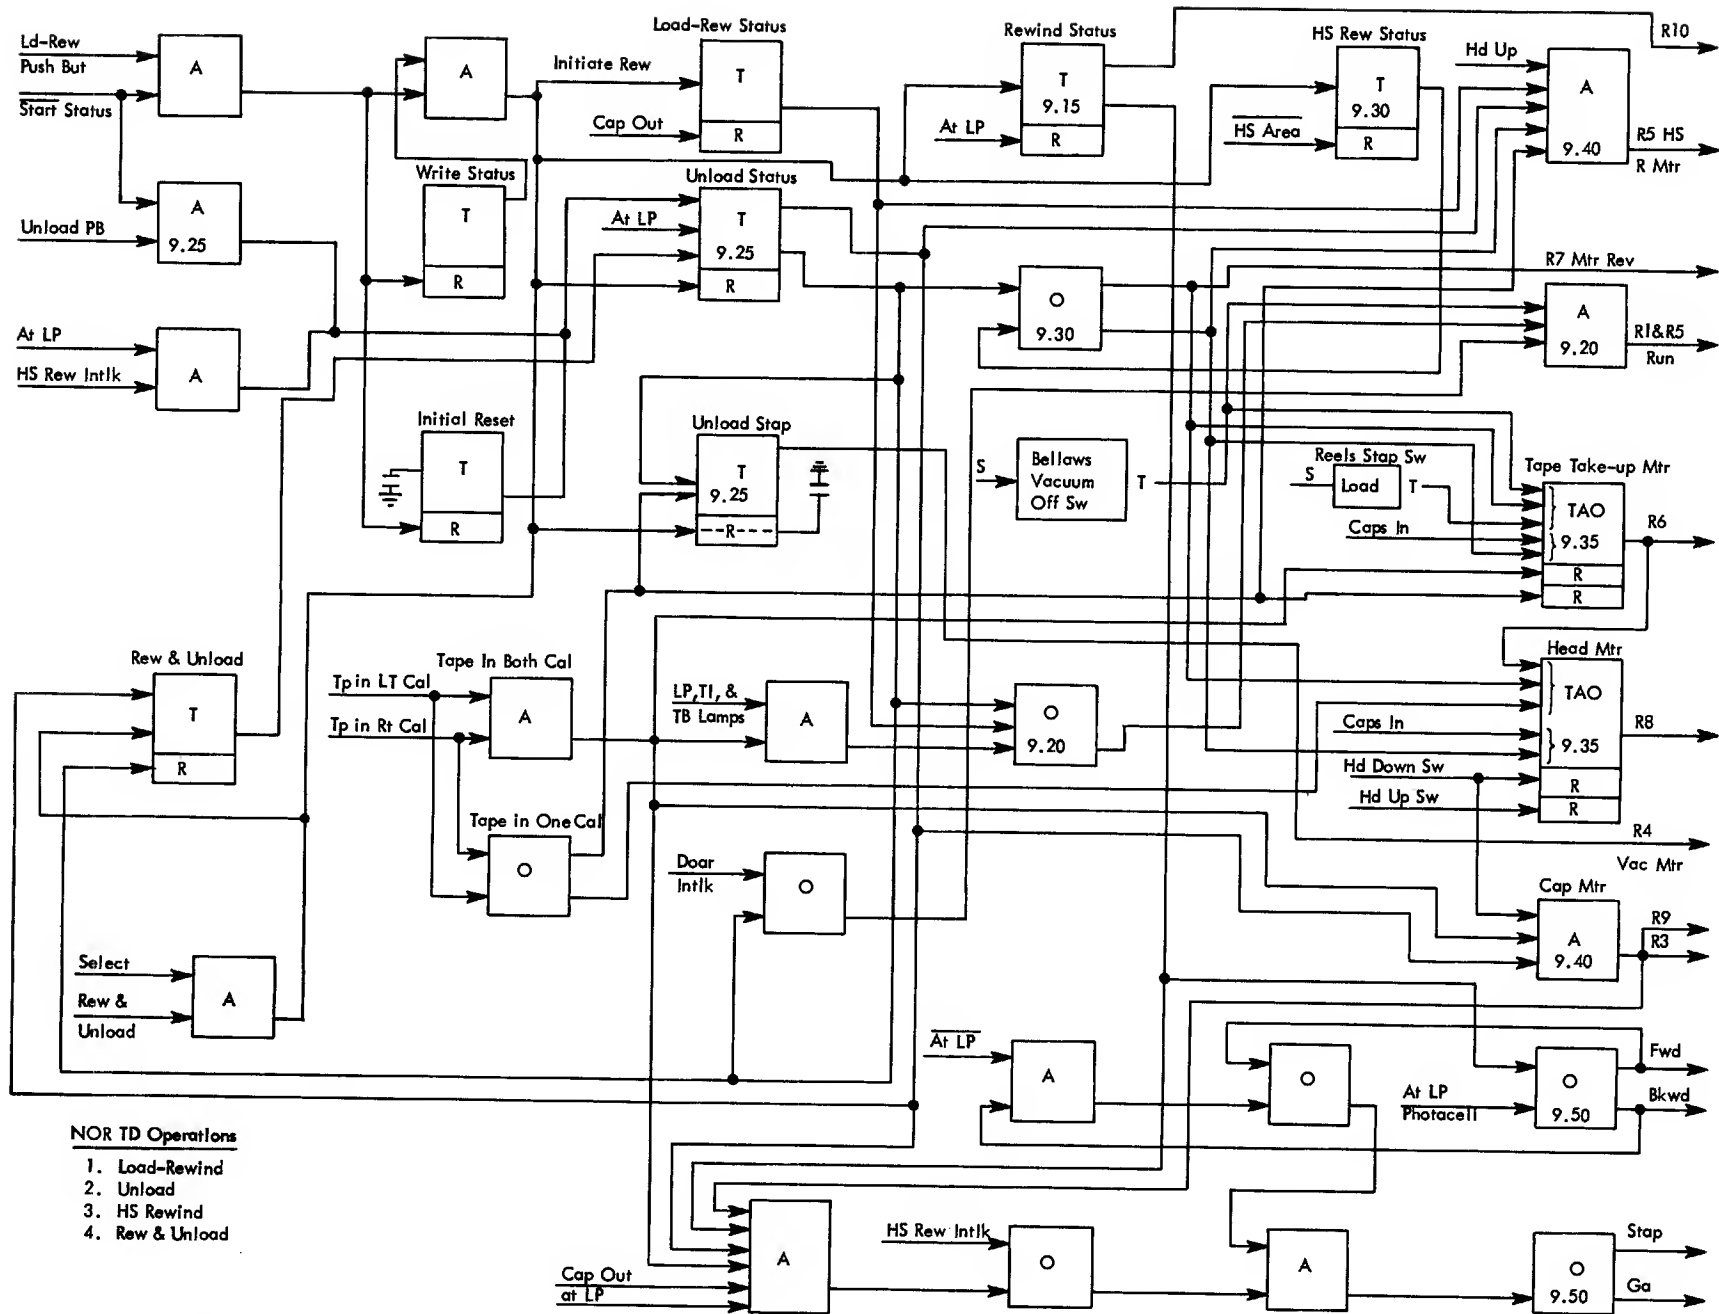 Ld-Rew
Push But
Start Status
A
A
Load-Rew Status
Initiate Rew
T
Cap Out
R
Rewind Status
T
9.15
At LP
R
HS Rew Status
T
9.30
HS Area
R
R10
Hd Up
A
9.40
R5 HS
R Mtr
Unload PB
A
9.25
Write Status
T
R
Unload Status
At LP
T
9.25
R
O
9.30
R7 Mtr Rev
A
9.20
R1&R5
Run
At LP
HS Rew Intlk
A
Initial Reset
T
R
Unload Stap
T
9.25
--R----
S
Bellaws
Vacuum
Off Sw
T
Reels Stap Sw
S
Load
T
Caps In
Tape Take-up Mtr
TAO
9.35
R
R
R6
Rew & Unload
T
R
Tape In Both Cal
Tp in LT Cal
Tp in Rt Cal
A
LP,TI, &
TB Lamps
A
O
9.20
Head Mtr
TAO
9.35
R
R
Caps In
Hd Down Sw
Hd Up Sw
R8
R4
Vac Mtr
Tape in One Cal
O
Doar
Intlk
O
Cap Mtr
A
9.40
R9
R3
Select
Rew &
Unload
A
At LP
A
O
At LP
Photacell
O
9.50
Fwd
Bkwd
NOR TD Operations
1. Load-Rewind
2. Unload
3. HS Rewind
4. Rew & Unload
Cap Out
at LP
A
HS Rew Intlk
O
A
O
9.50
Stap
Ga